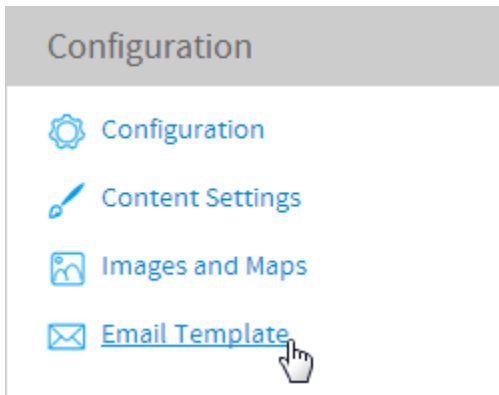 Configuration
Configuration
Content Settings
Images and Maps
Email Template